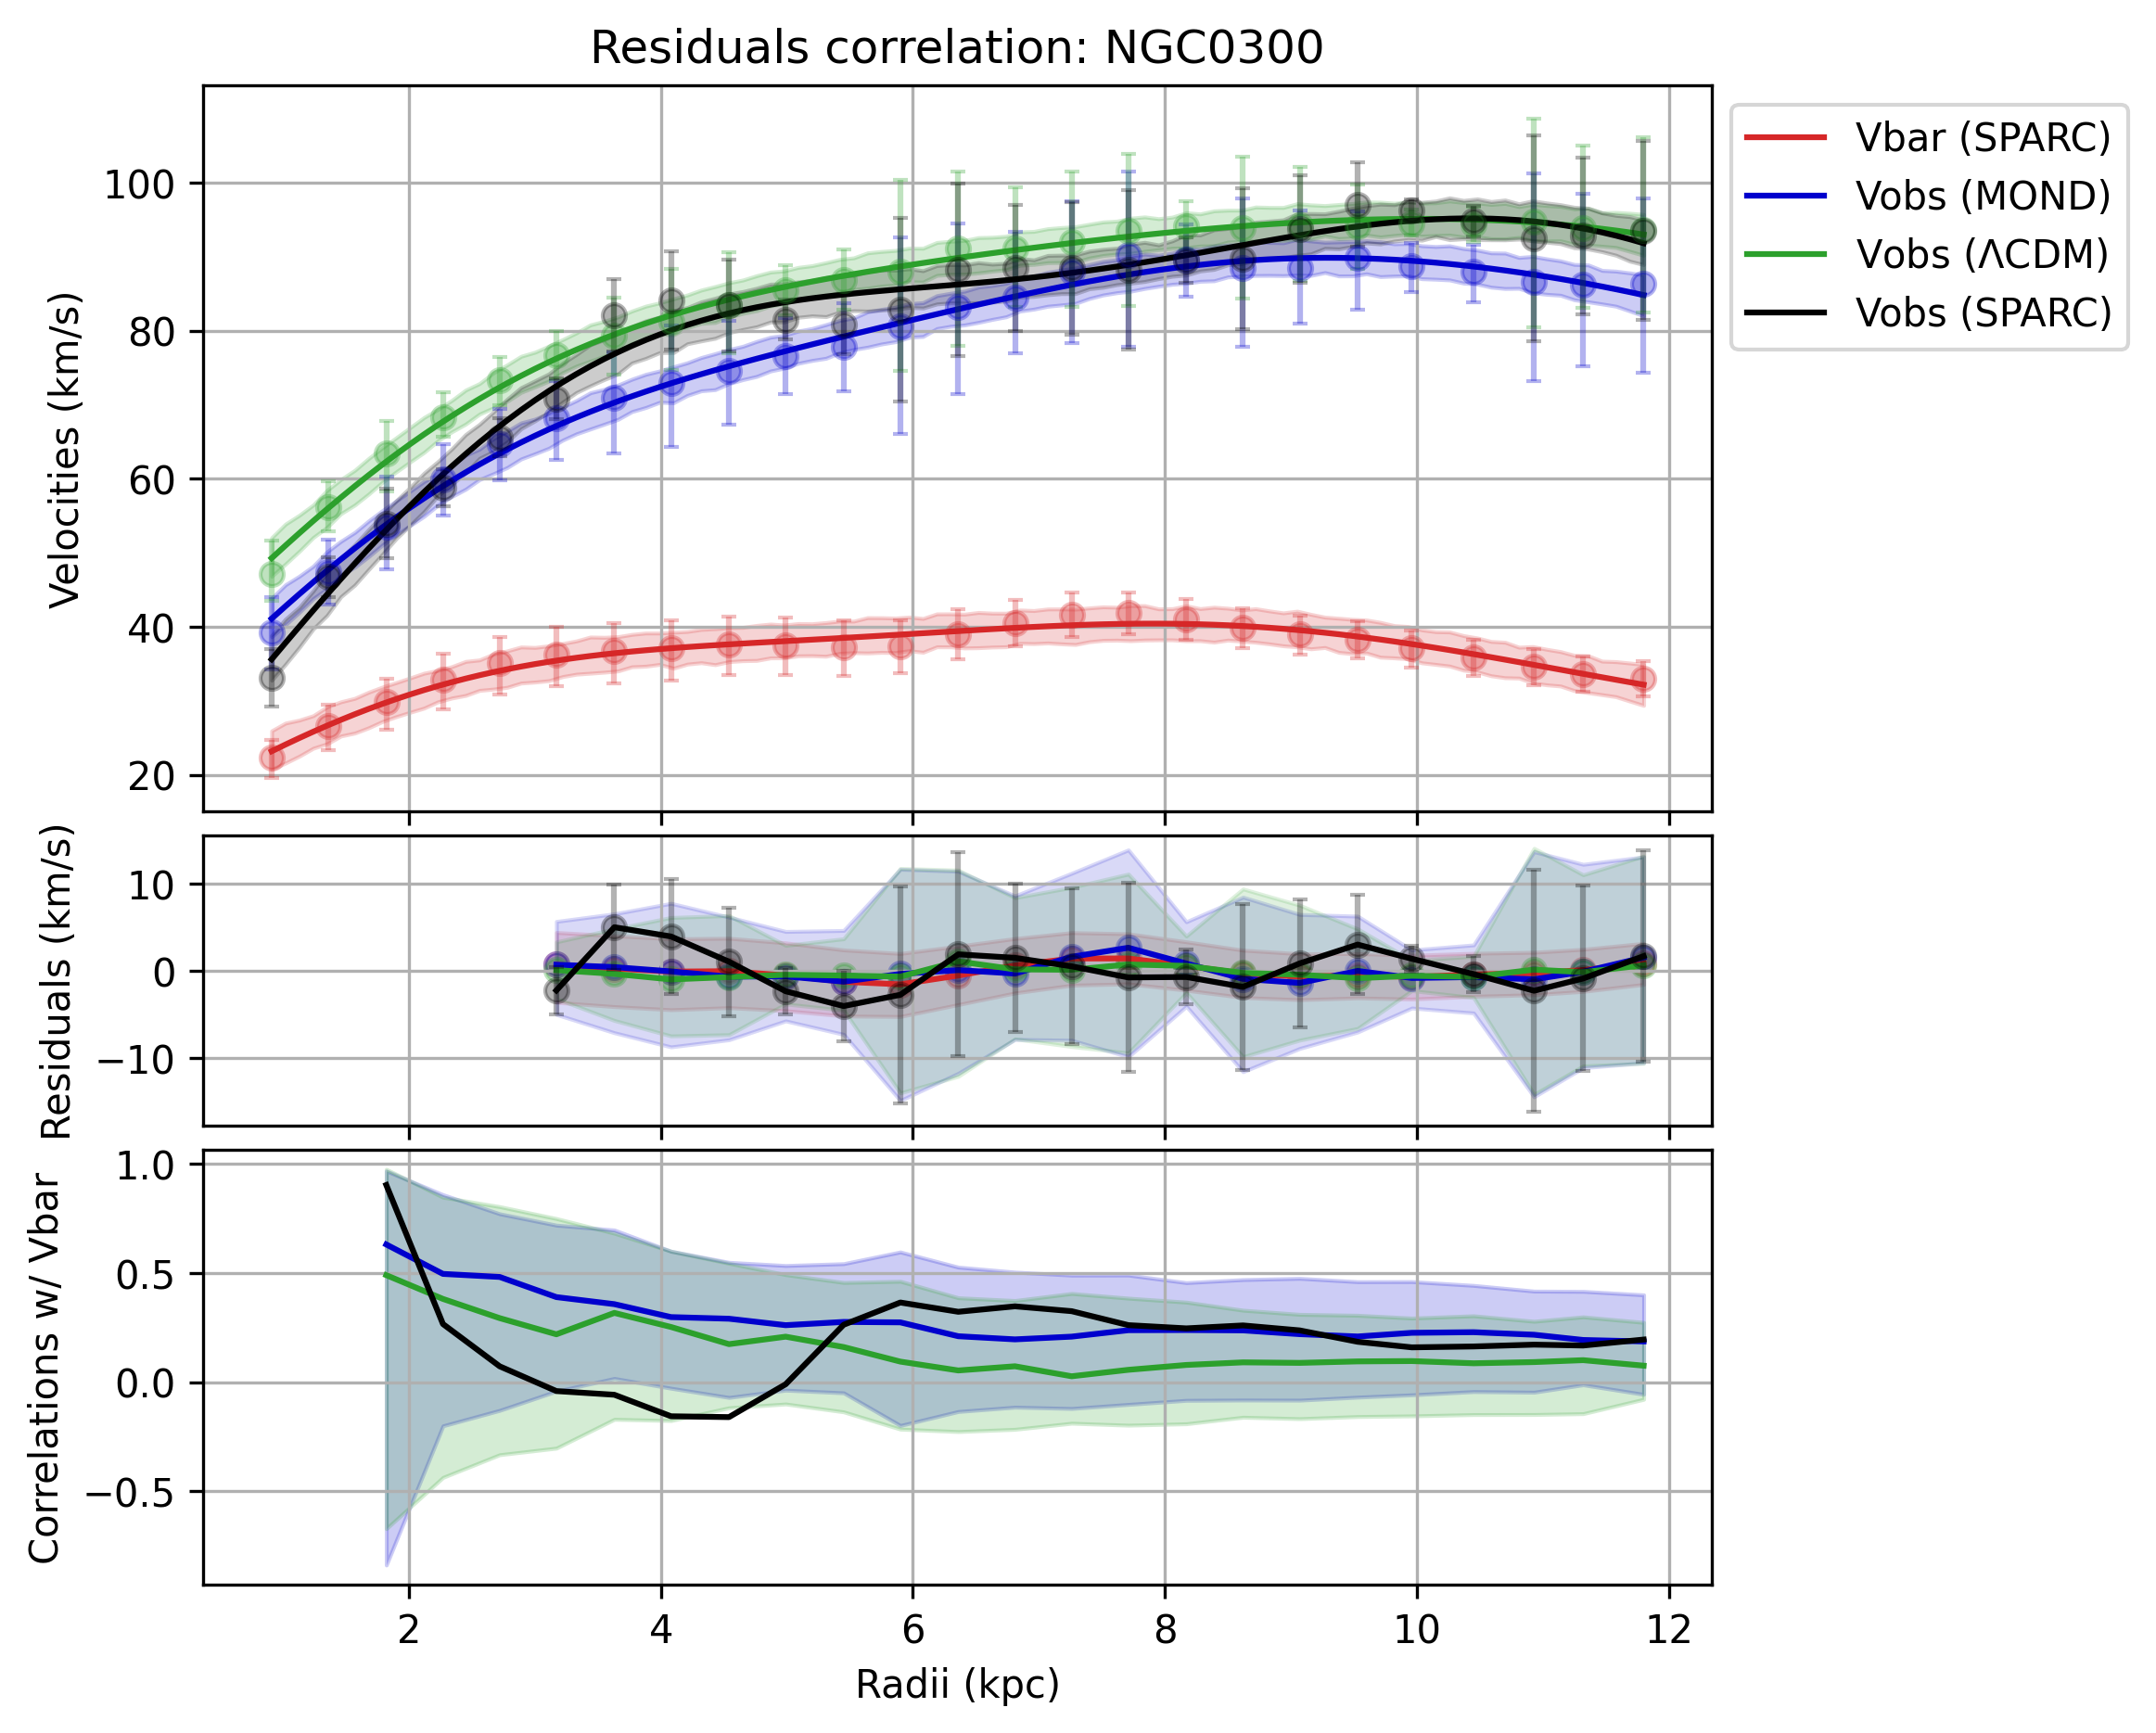 Residuals correlation: NGC0300
Velocities (km/s)
100
80
60
40
20
Vbar (SPARC)
Vobs (MOND)
Vobs (ΛCDM)
Vobs (SPARC)
Residuals (km/s)
10
0
−10
Correlations w/ Vbar
1.0
0.5
0.0
−0.5
2 4 6 8 10 12
Radii (kpc)